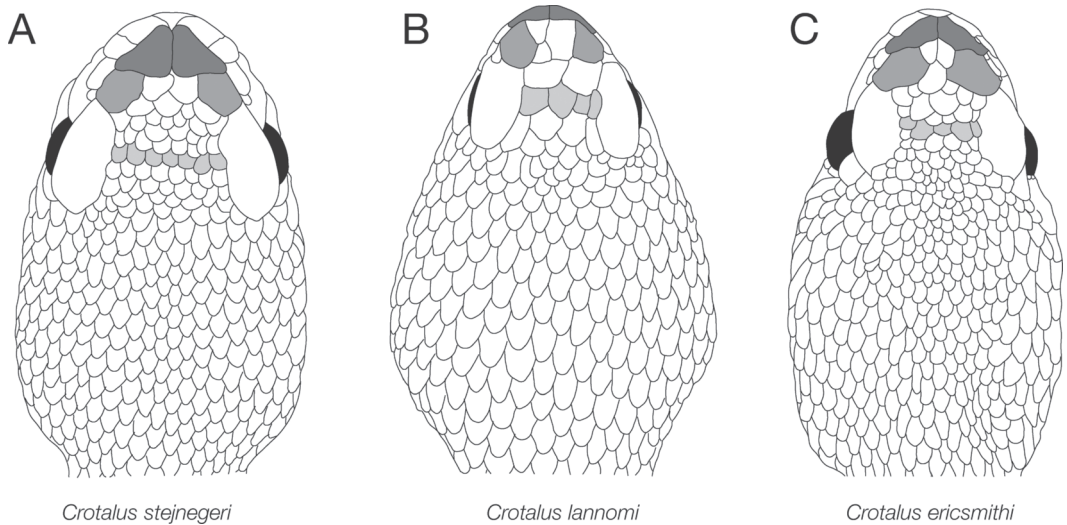 A
B
C
Crotalus stejnegeri
Crotalus lannomi
Crotalus ericsmithi